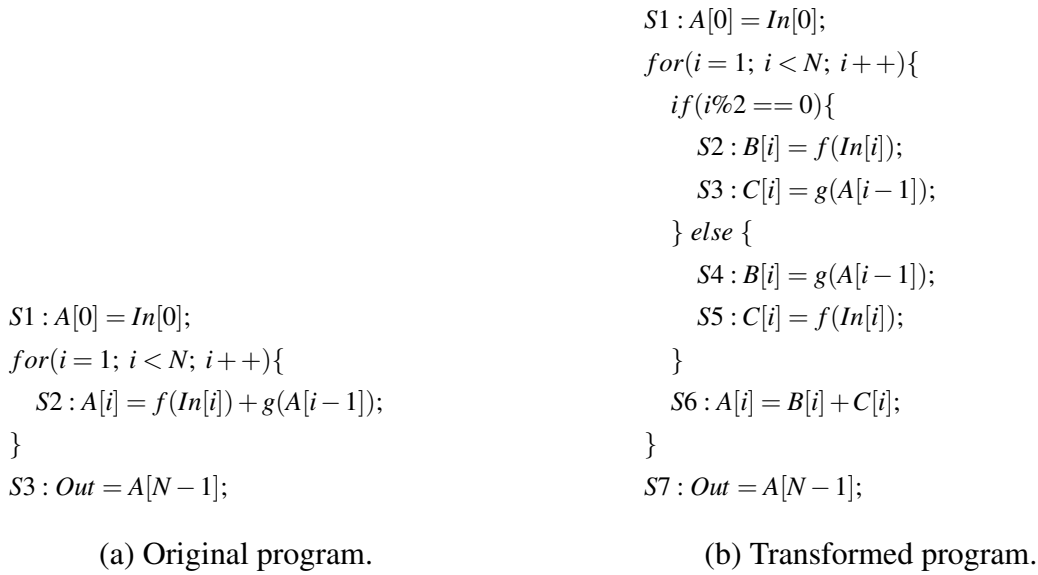 S1 : A[0] = In[0];
for(i = 1; i < N; i++){
S2 : A[i] = f(In[i]) + g(A[i−1]);
}
S3 : Out = A[N−1];
(a) Original program.
S1 : A[0] = In[0];
for(i = 1; i < N; i++){
if(i%2 == 0){
S2 : B[i] = f(In[i]);
S3 : C[i] = g(A[i−1]);
} else {
S4 : B[i] = g(A[i−1]);
S5 : C[i] = f(In[i]);
}
S6 : A[i] = B[i] + C[i];
}
S7 : Out = A[N−1];
(b) Transformed program.